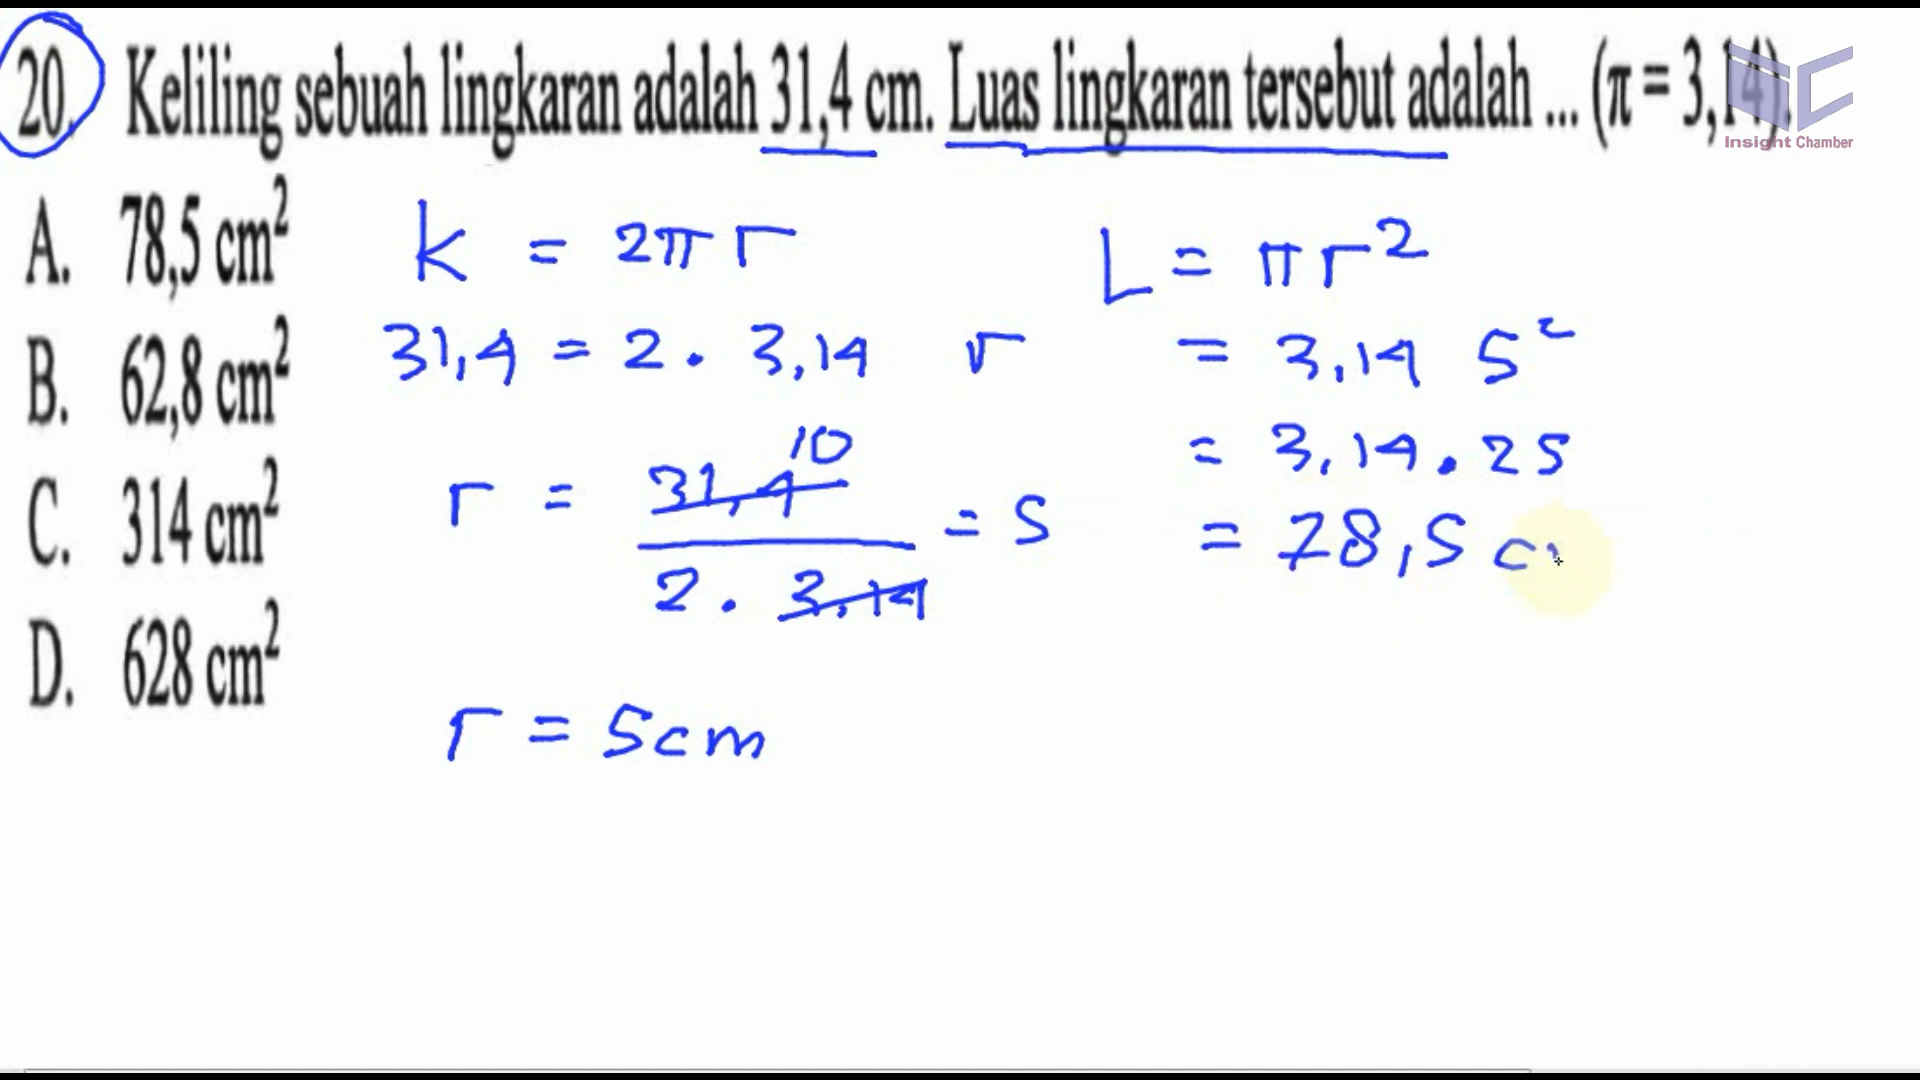 20. Keliling sebuah lingkaran adalah 31,4 cm. Luas lingkaran tersebut adalah ... (π = 3,14).
Insight Chamber
A. 78,5 cm²
B. 62,8 cm²
C. 314 cm²
D. 628 cm²
k = 2πr
31,4 = 2 . 3,14 r
10
r = 31,4 = 5
2 . 3,14
r = 5cm
L = πr²
= 3,14 5²
= 3,14 . 25
= 78,5 c